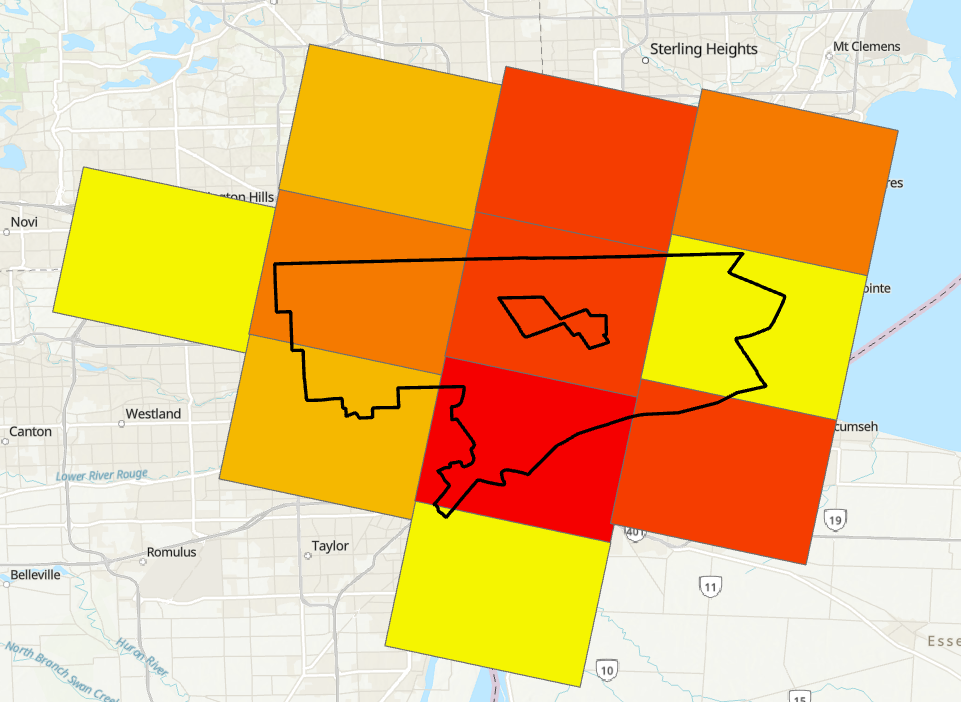 Sterling Heights
Mt Clemens
ngton Hills
res
Novi
ointe
Westland
Canton
cumseh
Lower River Rouge
19
401
Romulus
Taylor
Belleville
11
Esse
Huron River
North Branch Swan Creek
10
15